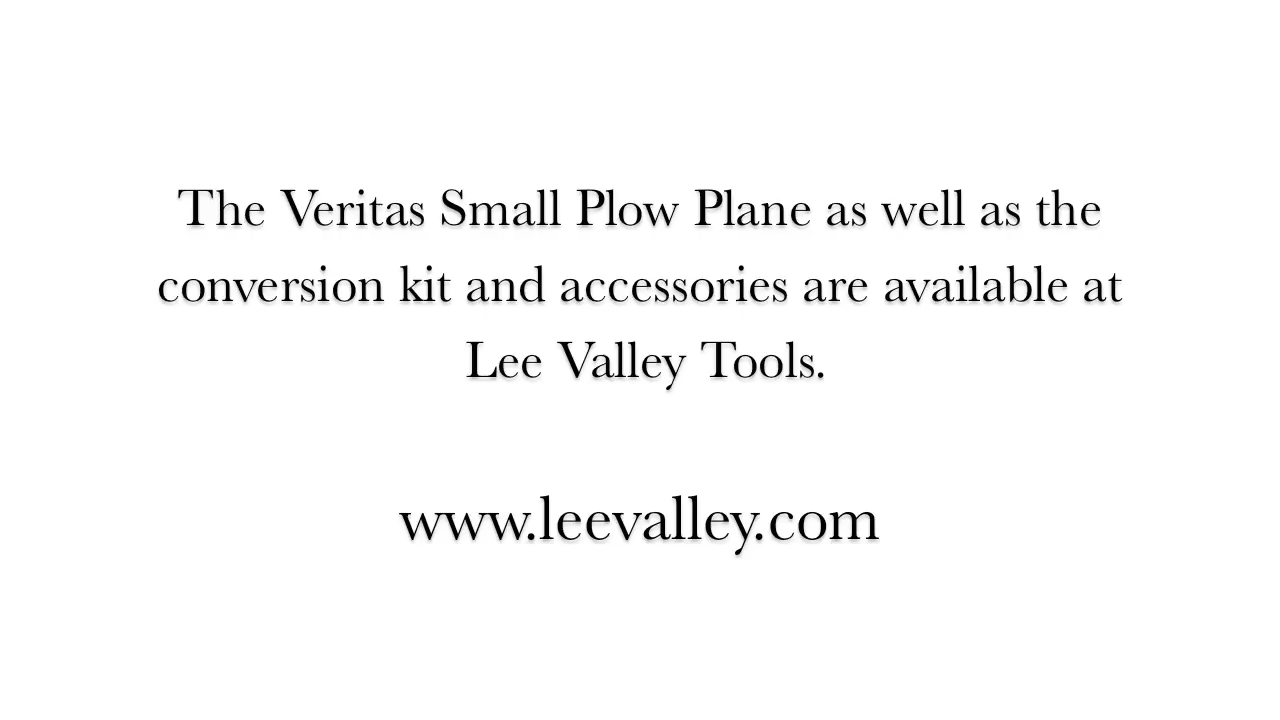 The Veritas Small Plow Plane as well as the
conversion kit and accessories are available at
Lee Valley Tools.
www.leevalley.com